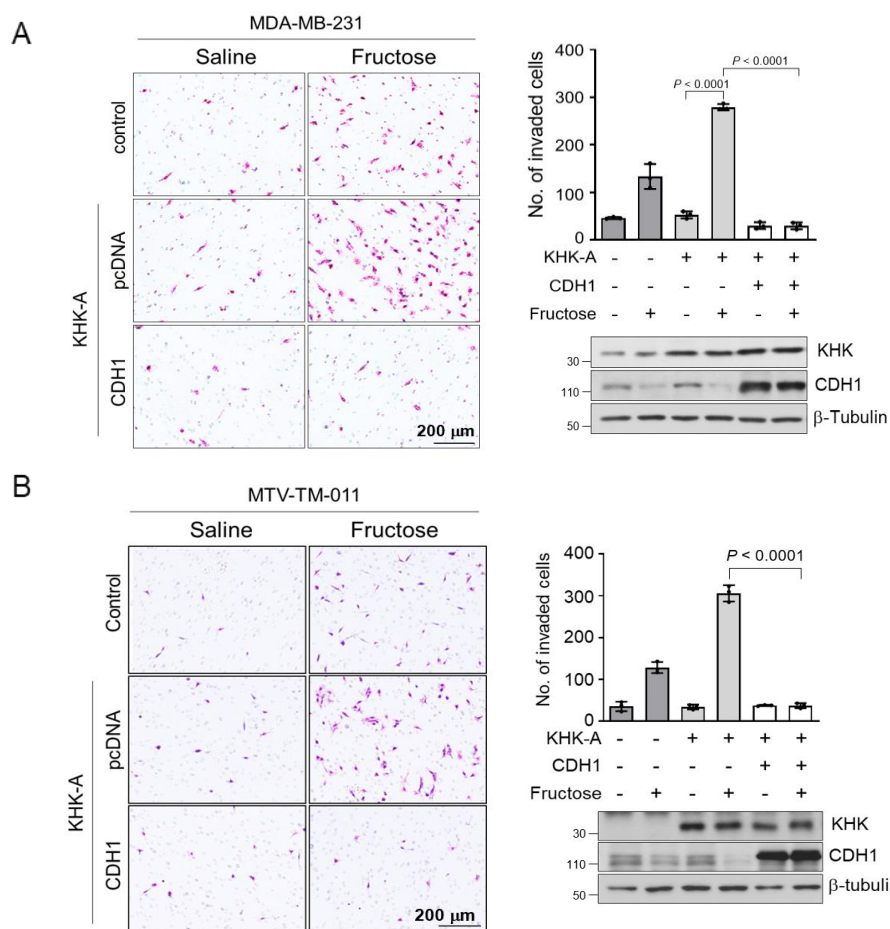 A
MDA-MB-231
Saline Fructose
control
KHK-A
pcDNA
CDH1
200 µm
No. of invaded cells
400
300
200
100
0
P < 0.0001
P < 0.0001
KHK-A - - + + + +
CDH1 - - - - + +
Fructose - + - + - +
30 KHK
110 CDH1
50 β-Tubulin
B
MTV-TM-011
Saline Fructose
Control
KHK-A
pcDNA
CDH1
200 µm
No. of invaded cells
400
300
200
100
0
P < 0.0001
KHK-A - - + + + +
CDH1 - - - - + +
Fructose - + - + - +
30 KHK
110 CDH1
50 β-tubuli